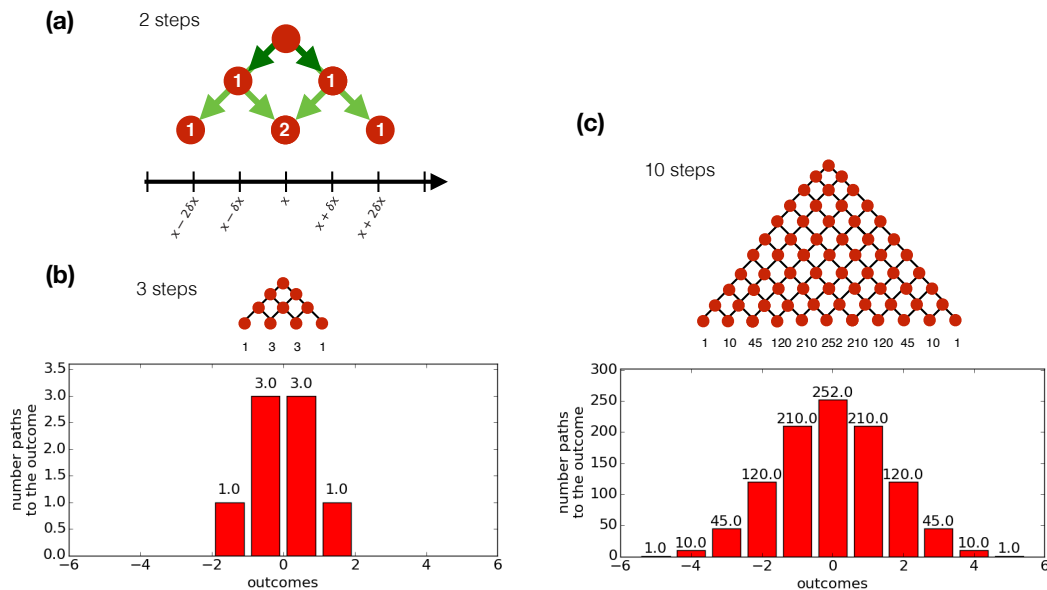 (a)
2 steps
1 1
1 2 1
x − 2δx x − δx x x + δx x + 2δx
(b)
3 steps
1 3 3 1
number paths
to the outcome
3.5
3.0
2.5
2.0
1.5
1.0
0.5
0.0
1.0 3.0 3.0 1.0
−6 −4 −2 0 2 4 6
outcomes
(c)
10 steps
1 10 45 120 210 252 210 120 45 10 1
number paths
to the outcome
300
250
200
150
100
50
0
1.0 10.0 45.0 120.0 210.0 252.0 210.0 120.0 45.0 10.0 1.0
−6 −4 −2 0 2 4 6
outcomes